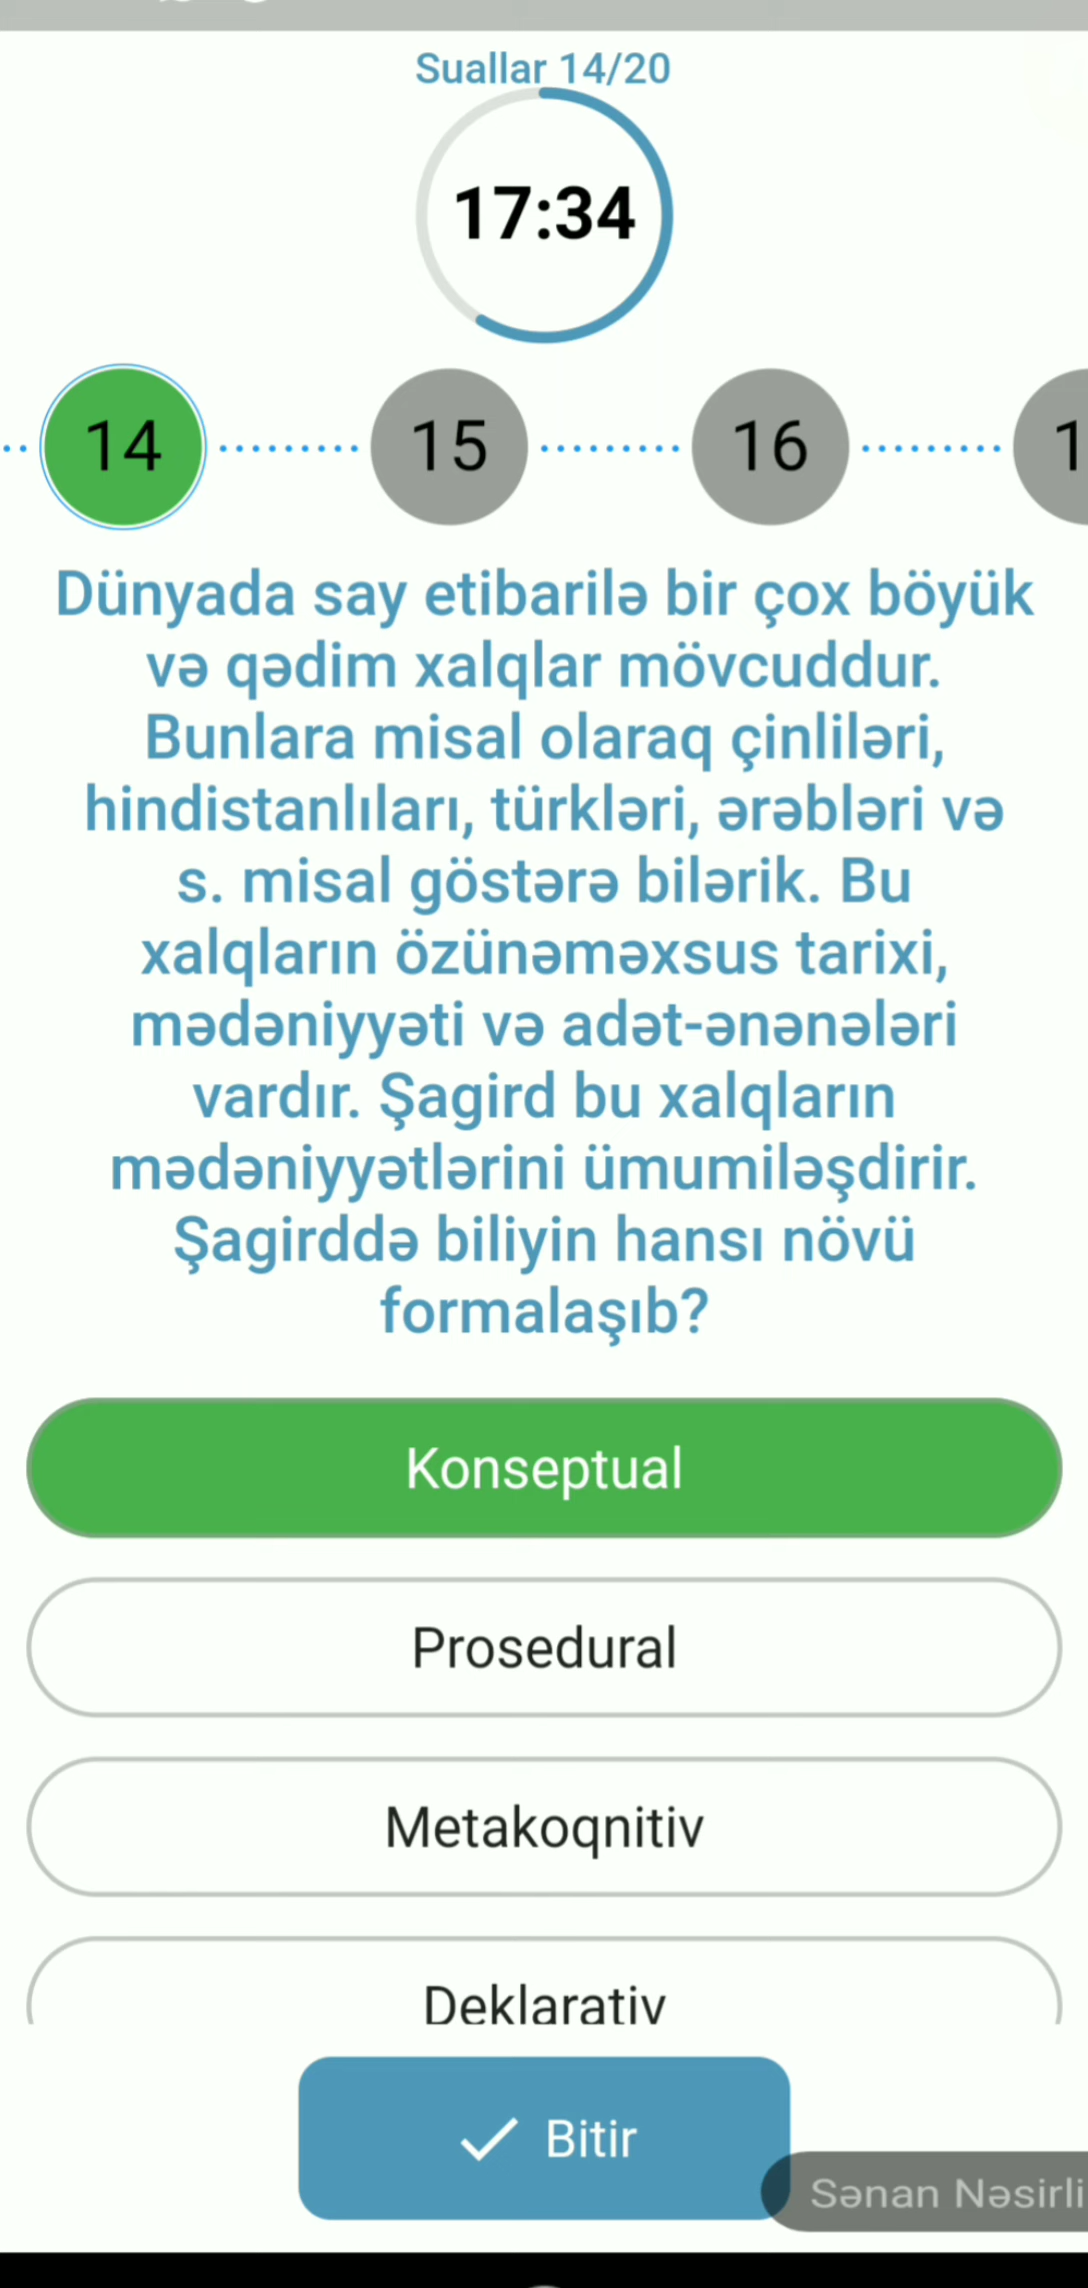 Suallar 14/20
17:34
14
15
16
1
Dünyada say etibarilə bir çox böyük
və qədim xalqlar mövcuddur.
Bunlara misal olaraq çinliləri,
hindistanlıları, türkləri, ərəbləri və
s. misal göstərə bilərik. Bu
xalqların özünəməxsus tarixi,
mədəniyyəti və adət-ənənələri
vardır. Şagird bu xalqların
mədəniyyətlərini ümumiləşdirir.
Şagirddə biliyin hansı növü
formalaşıb?
Konseptual
Prosedural
Metakoqnitiv
Deklarativ
Bitir
Sənan Nəsirli